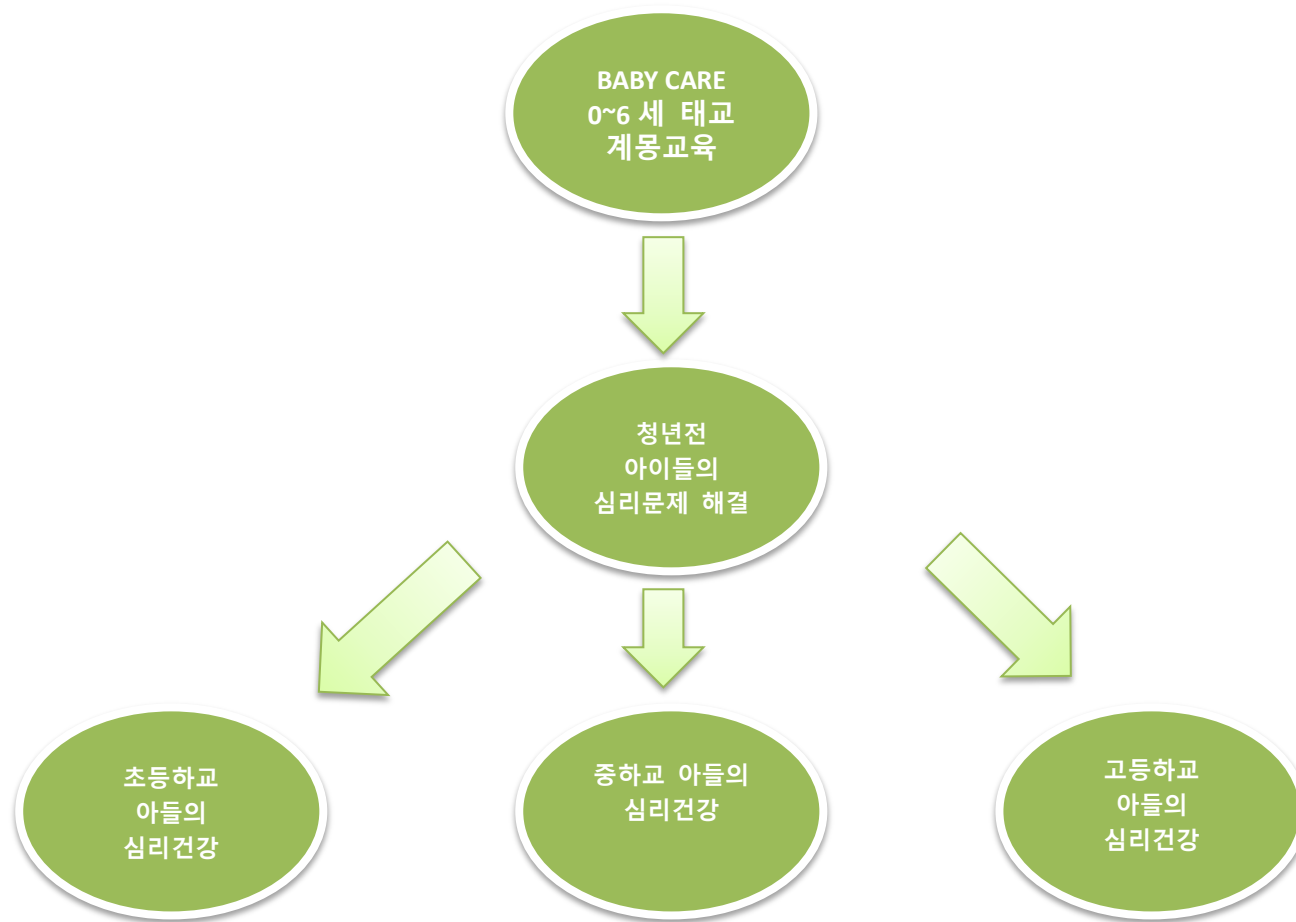 BABY CARE
0~6 세 태교
계몽교육
청년전
아이들의
심리문제 해결
초등하교
아들의
심리건강
중하교 아들의
심리건강
고등하교
아들의
심리건강